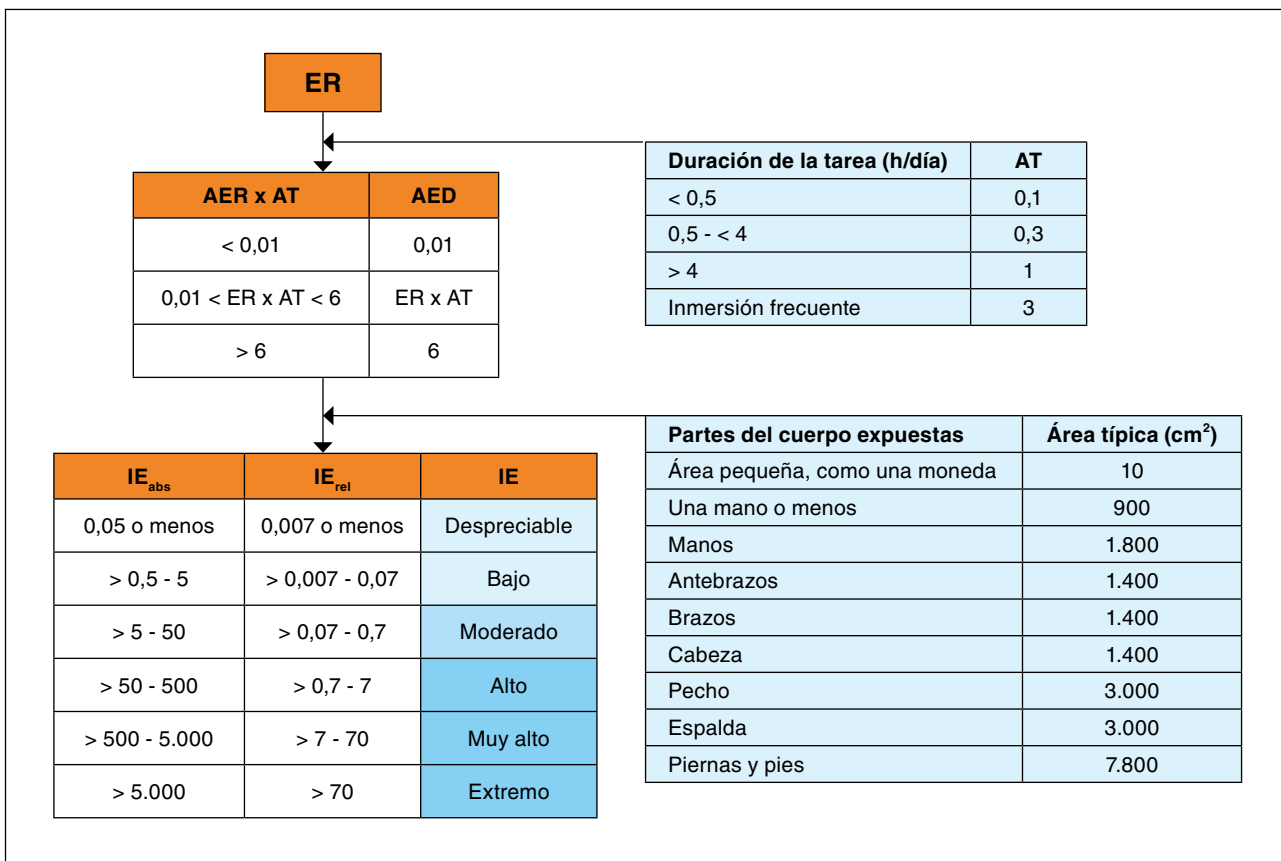 ER
Duración de la tarea (h/día) AT
< 0,5 0,1
0,5 - < 4 0,3
> 4 1
Inmersión frecuente 3
AER x AT AED
< 0,01 0,01
0,01 < ER x AT < 6 ER x AT
> 6 6
Partes del cuerpo expuestas Área típica (cm²)
Área pequeña, como una moneda 10
Una mano o menos 900
Manos 1.800
Antebrazos 1.400
Brazos 1.400
Cabeza 1.400
Pecho 3.000
Espalda 3.000
Piernas y pies 7.800
IEabs IErel IE
0,05 o menos 0,007 o menos Despreciable
> 0,5 - 5 > 0,007 - 0,07 Bajo
> 5 - 50 > 0,07 - 0,7 Moderado
> 50 - 500 > 0,7 - 7 Alto
> 500 - 5.000 > 7 - 70 Muy alto
> 5.000 > 70 Extremo